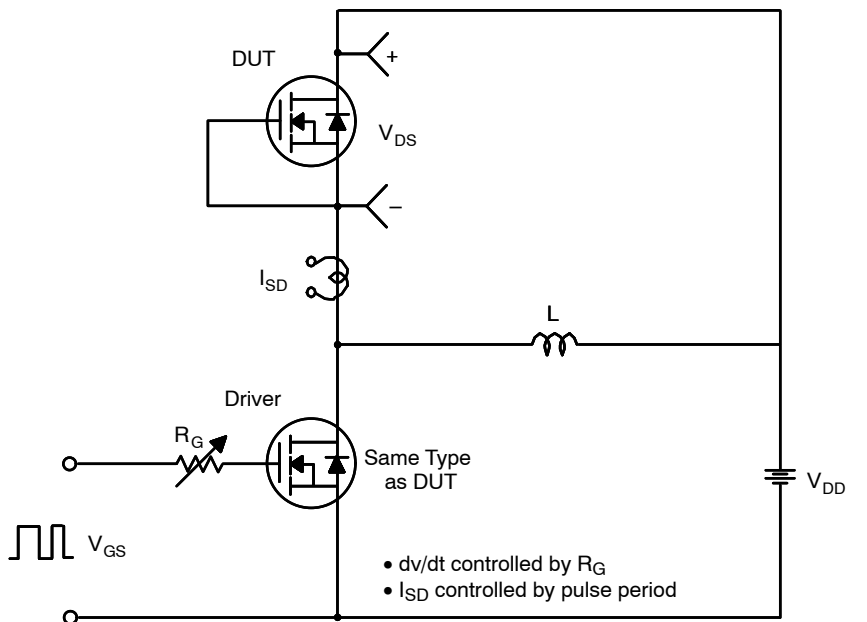 DUT
+
V_DS
−
I_SD
L
Driver
R_G
Same Type
as DUT
V_DD
V_GS
• dv/dt controlled by R_G
• I_SD controlled by pulse period